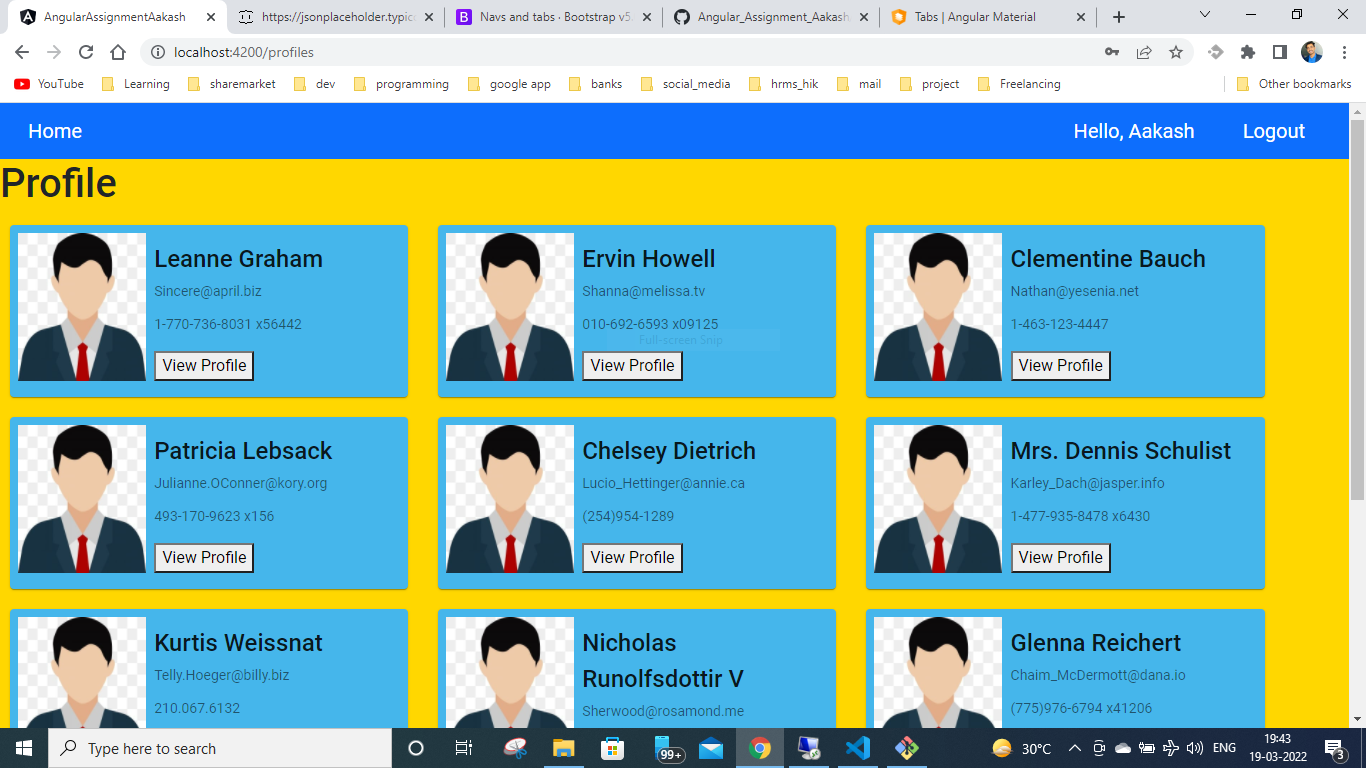 AngularAssignmentAakash
https://jsonplaceholder.typic
Navs and tabs · Bootstrap v5.
Angular_Assignment_Aakash
Tabs | Angular Material
localhost:4200/profiles
YouTube
Learning
sharemarket
dev
programming
google app
banks
social_media
hrms_hik
mail
project
Freelancing
Other bookmarks
Home
Hello, Aakash
Logout
Profile
Leanne Graham
Sincere@april.biz
1-770-736-8031 x56442
View Profile
Ervin Howell
Shanna@melissa.tv
010-692-6593 x09125
Full-screen Snip
View Profile
Clementine Bauch
Nathan@yesenia.net
1-463-123-4447
View Profile
Patricia Lebsack
Julianne.OConner@kory.org
493-170-9623 x156
View Profile
Chelsey Dietrich
Lucio_Hettinger@annie.ca
(254)954-1289
View Profile
Mrs. Dennis Schulist
Karley_Dach@jasper.info
1-477-935-8478 x6430
View Profile
Kurtis Weissnat
Telly.Hoeger@billy.biz
210.067.6132
Nicholas
Runolfsdottir V
Sherwood@rosamond.me
Glenna Reichert
Chaim_McDermott@dana.io
(775)976-6794 x41206
Type here to search
99+
30°C
ENG
19:43
19-03-2022
3